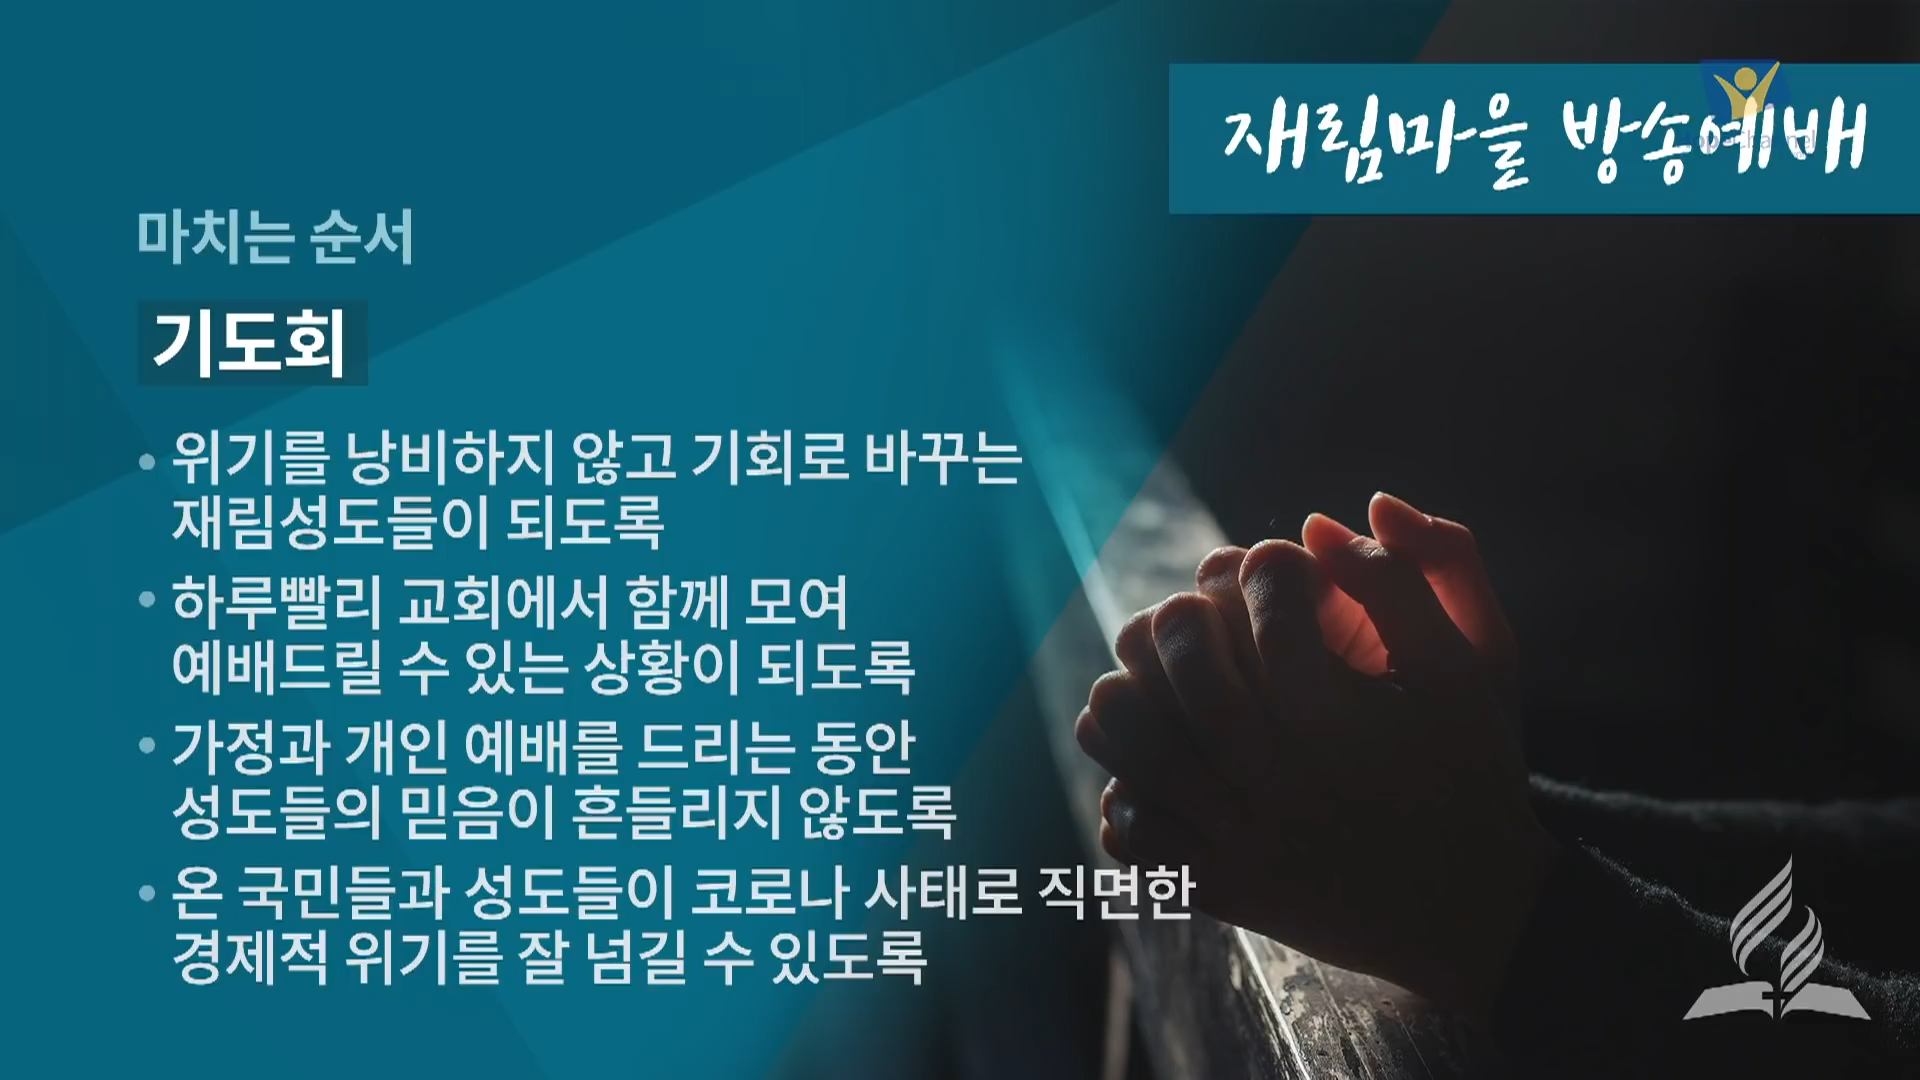 재림마을 방송예배
Hope Channel
마치는 순서
기도회
• 위기를 낭비하지 않고 기회로 바꾸는
재림성도들이 되도록
• 하루빨리 교회에서 함께 모여
예배드릴 수 있는 상황이 되도록
• 가정과 개인 예배를 드리는 동안
성도들의 믿음이 흔들리지 않도록
• 온 국민들과 성도들이 코로나 사태로 직면한
경제적 위기를 잘 넘길 수 있도록